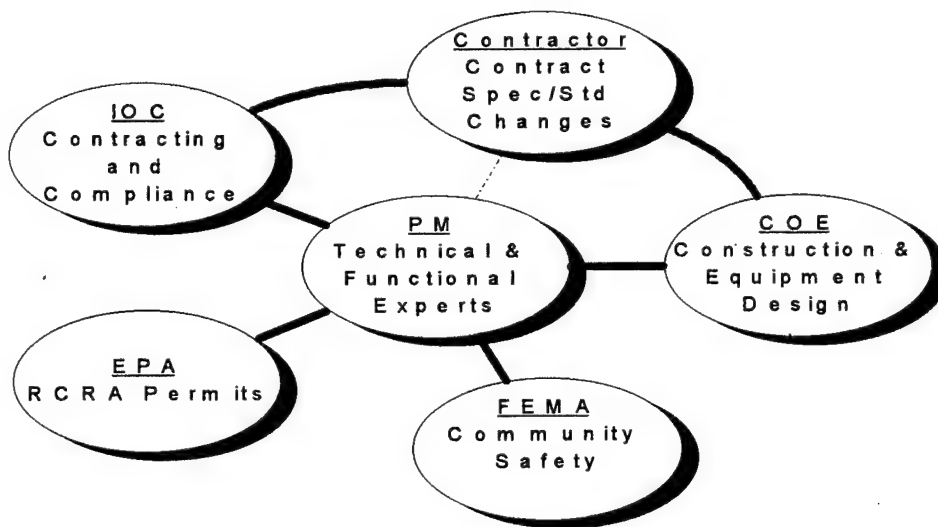 Contractor
Contract
Spec/Std
Changes
IOC
Contracting
and
Compliance
PM
Technical &
Functional
Experts
COE
Construction &
Equipment
Design
EPA
RCRA Permits
FEMA
Community
Safety